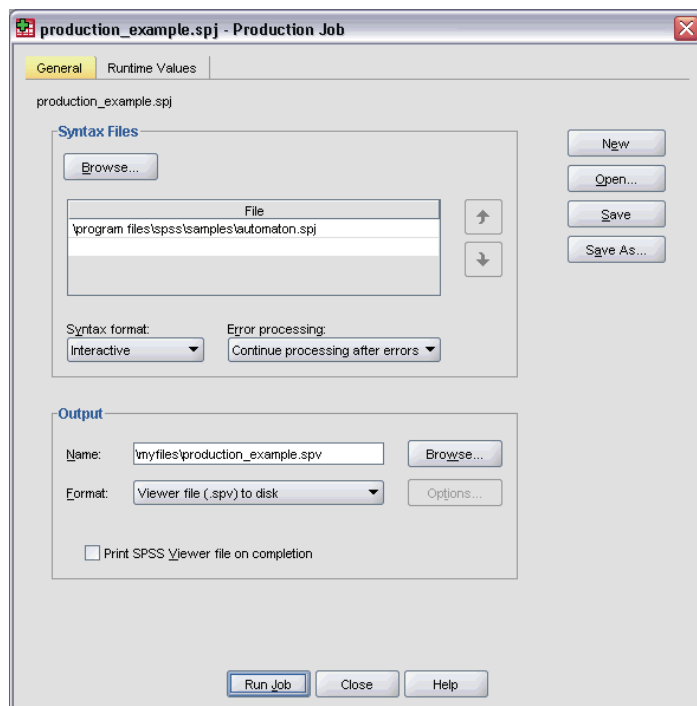 production_example.spj - Production Job
General Runtime Values
production_example.spj
Syntax Files
Browse...
File
\program files\spss\samples\automaton.spj
Syntax format:
Interactive
Error processing:
Continue processing after errors
New
Open...
Save
Save As...
Output
Name:
\myfiles\production_example.spv
Browse...
Format:
Viewer file (.spv) to disk
Options...
Print SPSS Viewer file on completion
Run Job Close Help